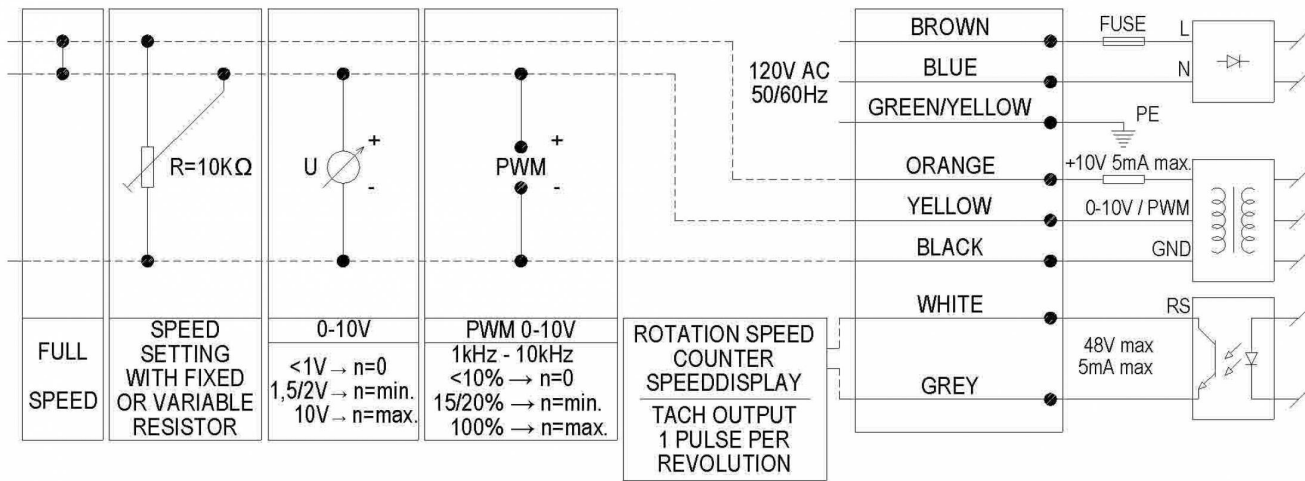 FULL
SPEED
R=10KΩ
SPEED
SETTING
WITH FIXED
OR VARIABLE
RESISTOR
U
+
-
0-10V
<1V→ n=0
1,5/2V→ n=min.
10V→ n=max.
+
PWM
-
PWM 0-10V
1kHz - 10kHz
<10% → n=0
15/20% → n=min.
100% → n=max.
ROTATION SPEED
COUNTER
SPEEDDISPLAY
TACH OUTPUT
1 PULSE PER
REVOLUTION
120V AC
50/60Hz
BROWN
BLUE
GREEN/YELLOW
ORANGE
YELLOW
BLACK
WHITE
GREY
FUSE
L
N
PE
+10V 5mA max.
0-10V / PWM
GND
RS
48V max
5mA max